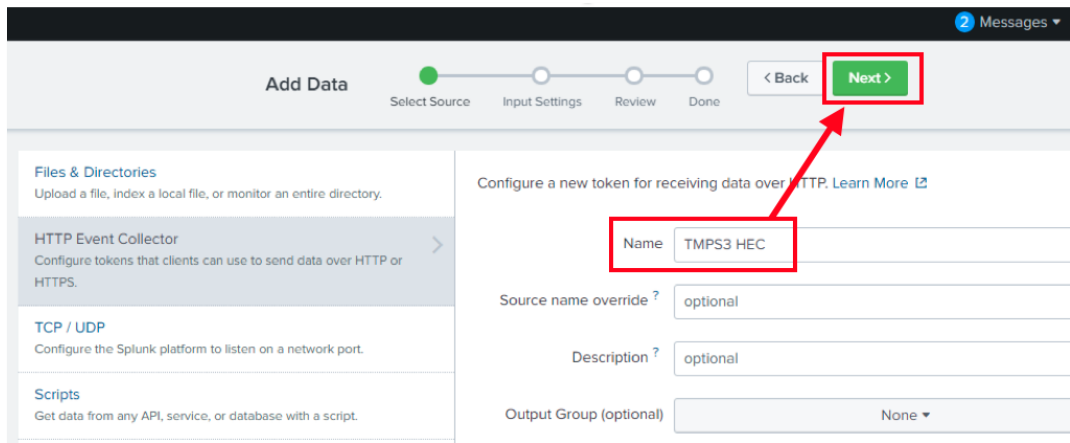 2 Messages
Add Data
Select Source
Input Settings
Review
Done
< Back
Next >
Files & Directories
Upload a file, index a local file, or monitor an entire directory.
HTTP Event Collector
Configure tokens that clients can use to send data over HTTP or
HTTPS.
TCP / UDP
Configure the Splunk platform to listen on a network port.
Scripts
Get data from any API, service, or database with a script.
Configure a new token for receiving data over HTTP. Learn More
Name TMPS3 HEC
Source name override ? optional
Description ? optional
Output Group (optional) None